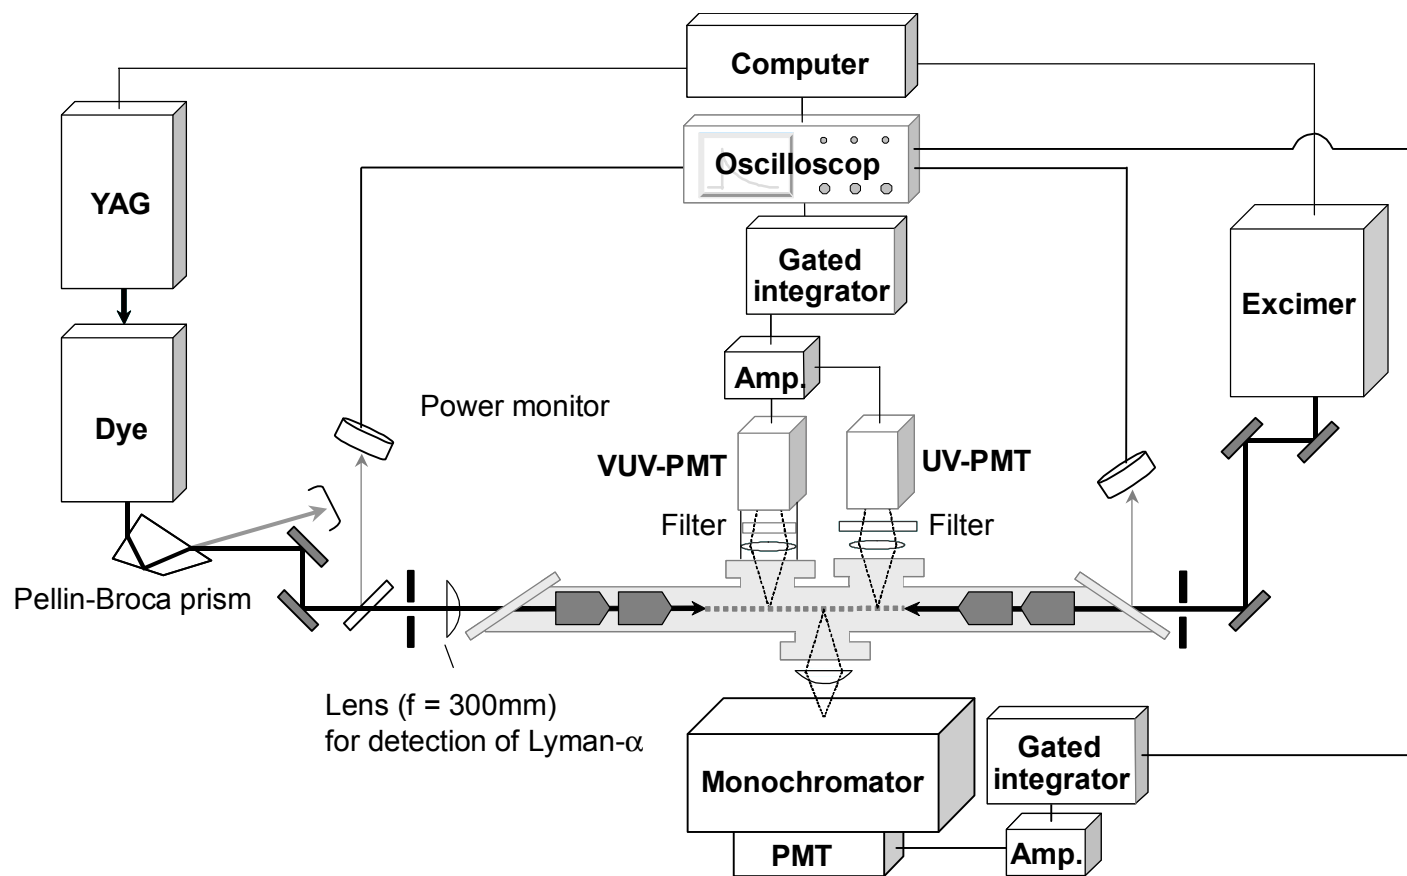 Computer
Oscilloscop
YAG
Gated
integrator
Excimer
Amp.
Dye
Power monitor
VUV-PMT
UV-PMT
Filter
Filter
Pellin-Broca prism
Lens (f = 300mm)
for detection of Lyman-α
Monochromator
Gated
integrator
PMT
Amp.